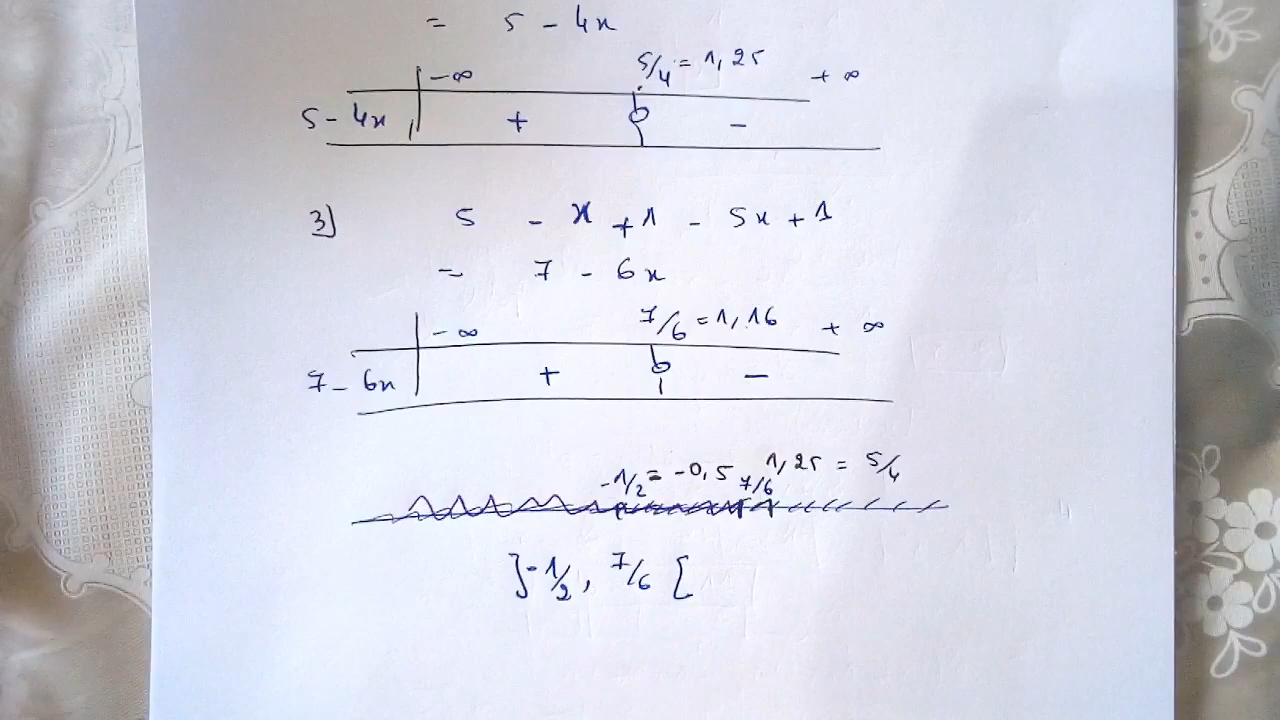 = 5 - 4x
-∞ 5/4 = 1,25 +∞
5 - 4x + 0 -
3) 5 - x + 1 - 5x + 1
= 7 - 6x
-∞ 7/6 = 1,16 +∞
7 - 6x + 0 -
-1/2 = -0,5 7/6 1,25 = 5/4
]-1/2, 7/6[